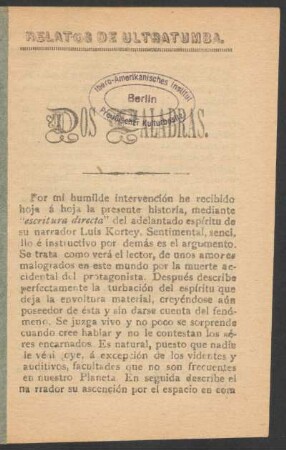 RELATOS DE ULTRATUMBA.
Ibero-Amerikanisches Institut
Berlin
Preußischer Kulturbesitz
DOS PALABRAS.
Por mi humilde intervención he recibido
hoja á hoja la presente historia, mediante
"escritura directa" del adelantado espíritu de
su narrador Luis Kortey. Sentimental, senci,
llo é instructivo por demás es el argumento.
Se trata como verá el lector, de unos amores
malogrados en este mundo por la muerte ac-
cidental del protagonista. Después describe
perfectamente la turbación del espíritu que
deja la envoltura material, creyéndose aún
poseedor de ésta y sin darse cuenta del fenó-
meno. Se juzga vivo y no poco se sorprende
cuando cree hablar y no le contestan los sé-
res encarnados. Es natural, puesto que nadie
le vé ni joye, á excepción de los videntes y
auditivos, facultades que no son frecuentes
en nuestro Planeta. En seguida describe el
na rrador su ascención por el espacio en com